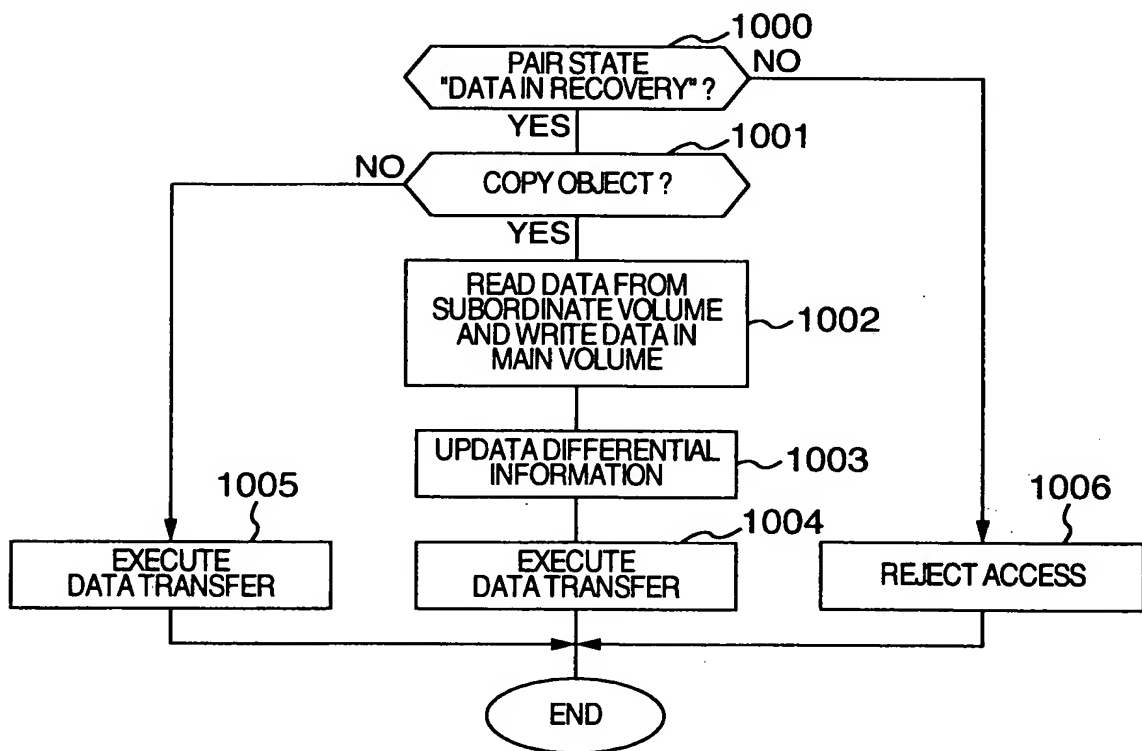 1000
PAIR STATE
"DATA IN RECOVERY" ?
NO
YES
1001
NO
COPY OBJECT ?
YES
READ DATA FROM
SUBORDINATE VOLUME
AND WRITE DATA IN
MAIN VOLUME
1002
UPDATA DIFFERENTIAL
INFORMATION
1003
1005
EXECUTE
DATA TRANSFER
1004
EXECUTE
DATA TRANSFER
1006
REJECT ACCESS
END